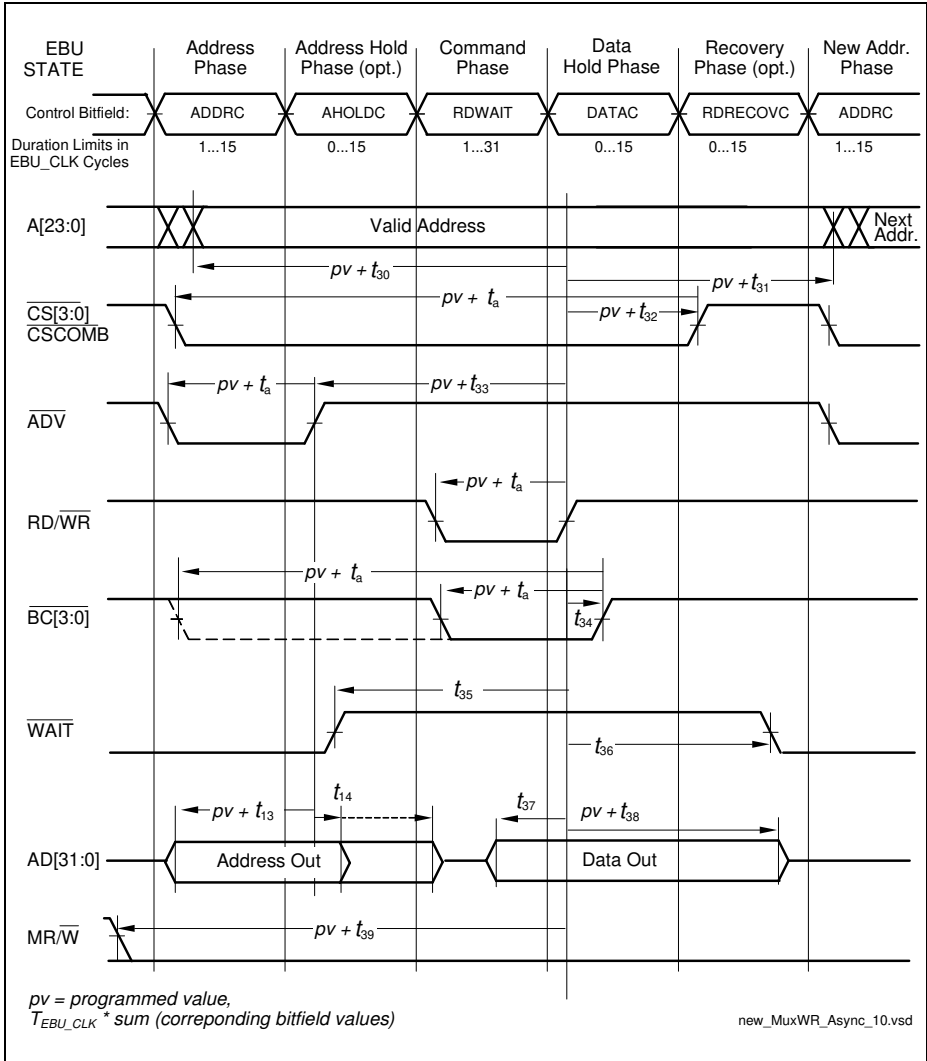 EBU
STATE
Address
Phase
Address Hold
Phase (opt.)
Command
Phase
Data
Hold Phase
Recovery
Phase (opt.)
New Addr.
Phase
Control Bitfield:
ADDRC
AHOLDC
RDWAIT
DATAC
RDRECOVC
ADDRC
Duration Limits in
EBU_CLK Cycles
1...15
0...15
1...31
0...15
0...15
1...15
A[23:0]
Valid Address
Next
Addr.
pv + t30
pv + t31
pv + ta
CS[3:0]
CSCOMB
pv + t32
pv + ta
pv + t33
ADV
pv + ta
RD/WR
pv + ta
pv + ta
BC[3:0]
t34
t35
WAIT
t36
pv + t13
t14
t37
pv + t38
AD[31:0]
Address Out
Data Out
MR/W
pv + t39
pv = programmed value,
TEBU_CLK * sum (correponding bitfield values)
new_MuxWR_Async_10.vsd